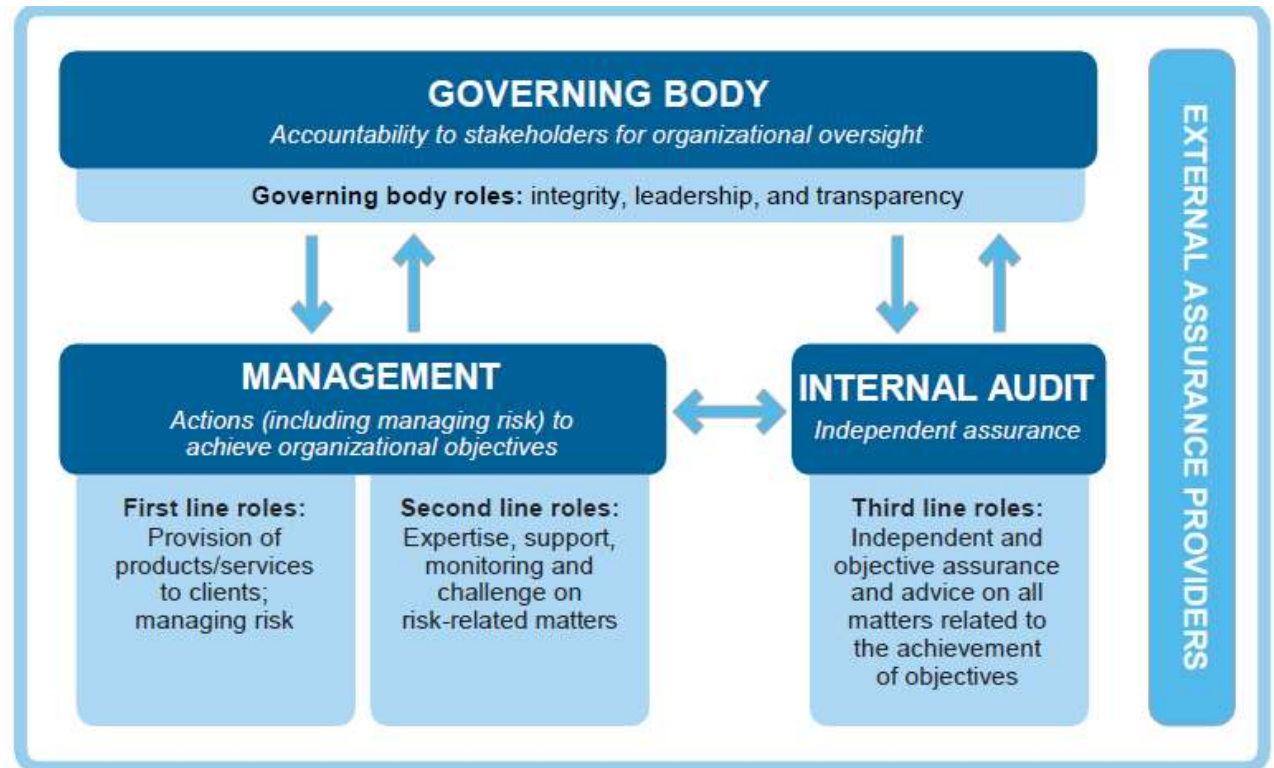 GOVERNING BODY
Accountability to stakeholders for organizational oversight
Governing body roles: integrity, leadership, and transparency
MANAGEMENT
Actions (including managing risk) to
achieve organizational objectives
First line roles:
Provision of
products/services
to clients;
managing risk
Second line roles:
Expertise, support,
monitoring and
challenge on
risk-related matters
INTERNAL AUDIT
Independent assurance
Third line roles:
Independent and
objective assurance
and advice on all
matters related to
the achievement
of objectives
EXTERNAL ASSURANCE PROVIDERS